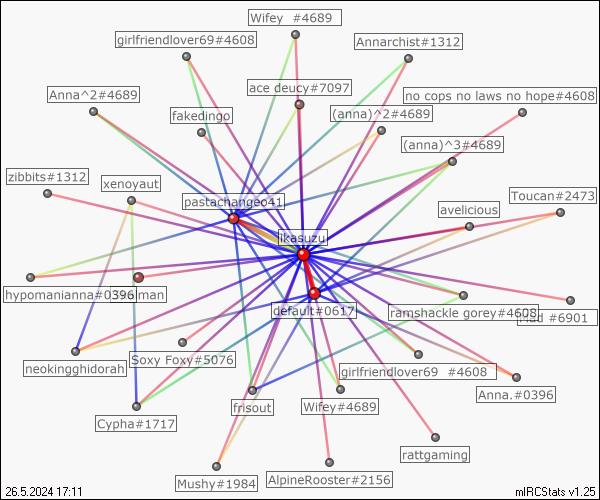 Wifey  #4689
girlfriendlover69#4608
Annarchist#1312
ace deucy#7097
Anna^2#4689
no cops no laws no hope#4608
fakedingo
(anna)^2#4689
(anna)^3#4689
zibbits#1312
xenoyaut
Toucan#2473
pastachangeo41
avelicious
ikasuzu
hypomanianna#0396
man
default#0617
ranshackle gorey#4608
#6901
neokingghidorah
Soxy Foxy#5076
girlfriendlover69  #4608
Anna.#0396
frisout
Wifey#4689
Cypha#1717
rattgaming
Mushy#1984
AlpineRooster#2156
26.5.2024 17:11
mIRCStats v1.25